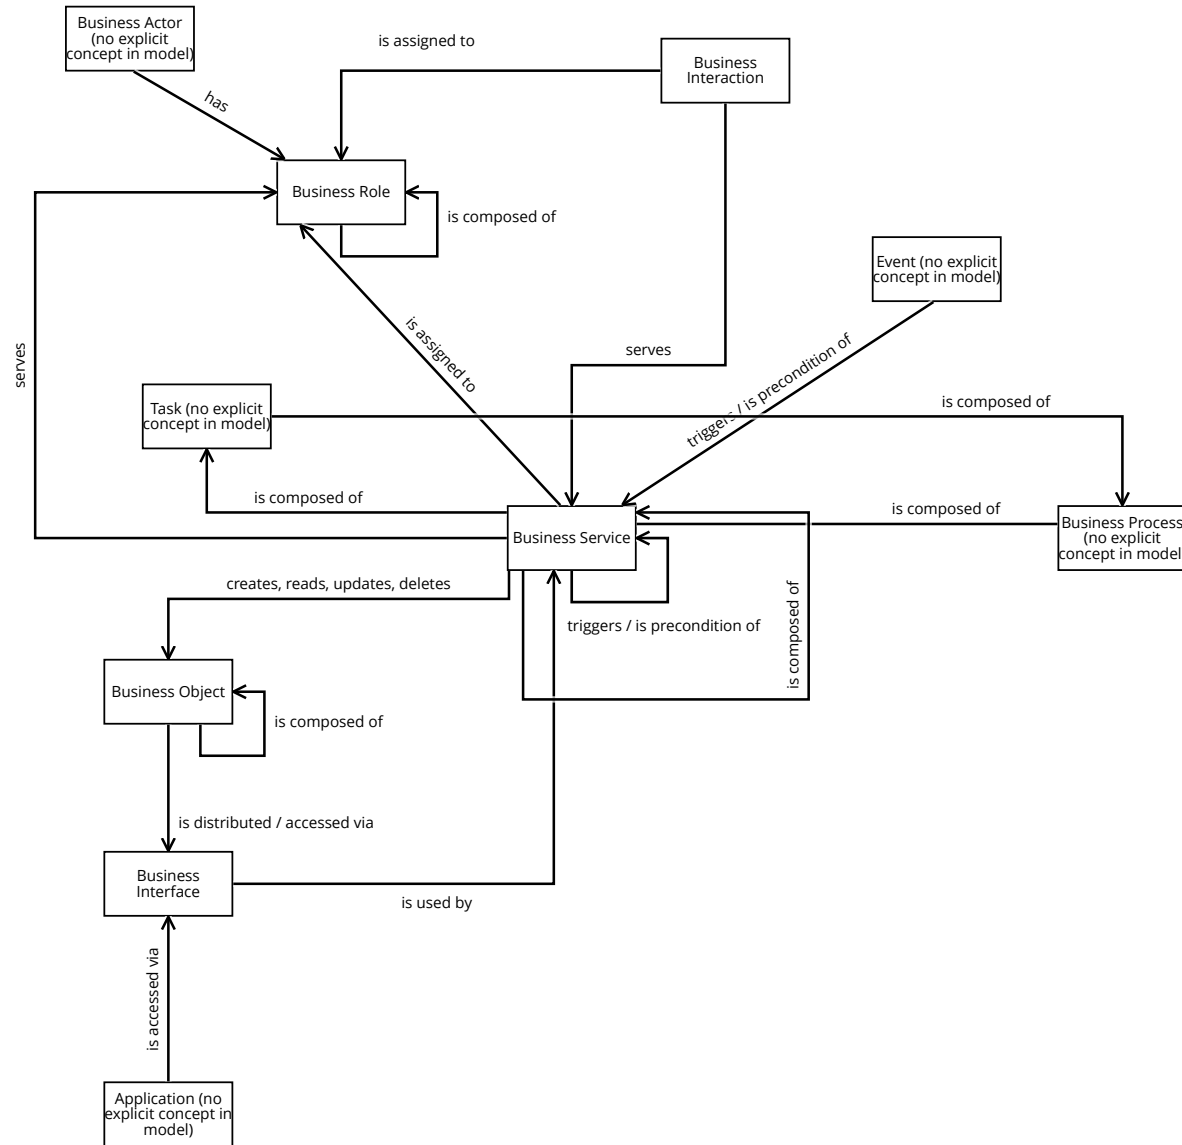 Business Actor
(no explicit
concept in model)
is assigned to
Business
Interaction
has
Business Role
is composed of
Event (no explicit
concept in model)
is assigned to
serves
serves
triggers / is precondition of
Task (no explicit
concept in model)
is composed of
is composed of
is composed of
Business Service
Business Process
(no explicit
concept in model
creates, reads, updates, deletes
triggers / is precondition of
is composed of
Business Object
is composed of
is distributed / accessed via
Business
Interface
is used by
is accessed via
Application (no
explicit concept in
model)